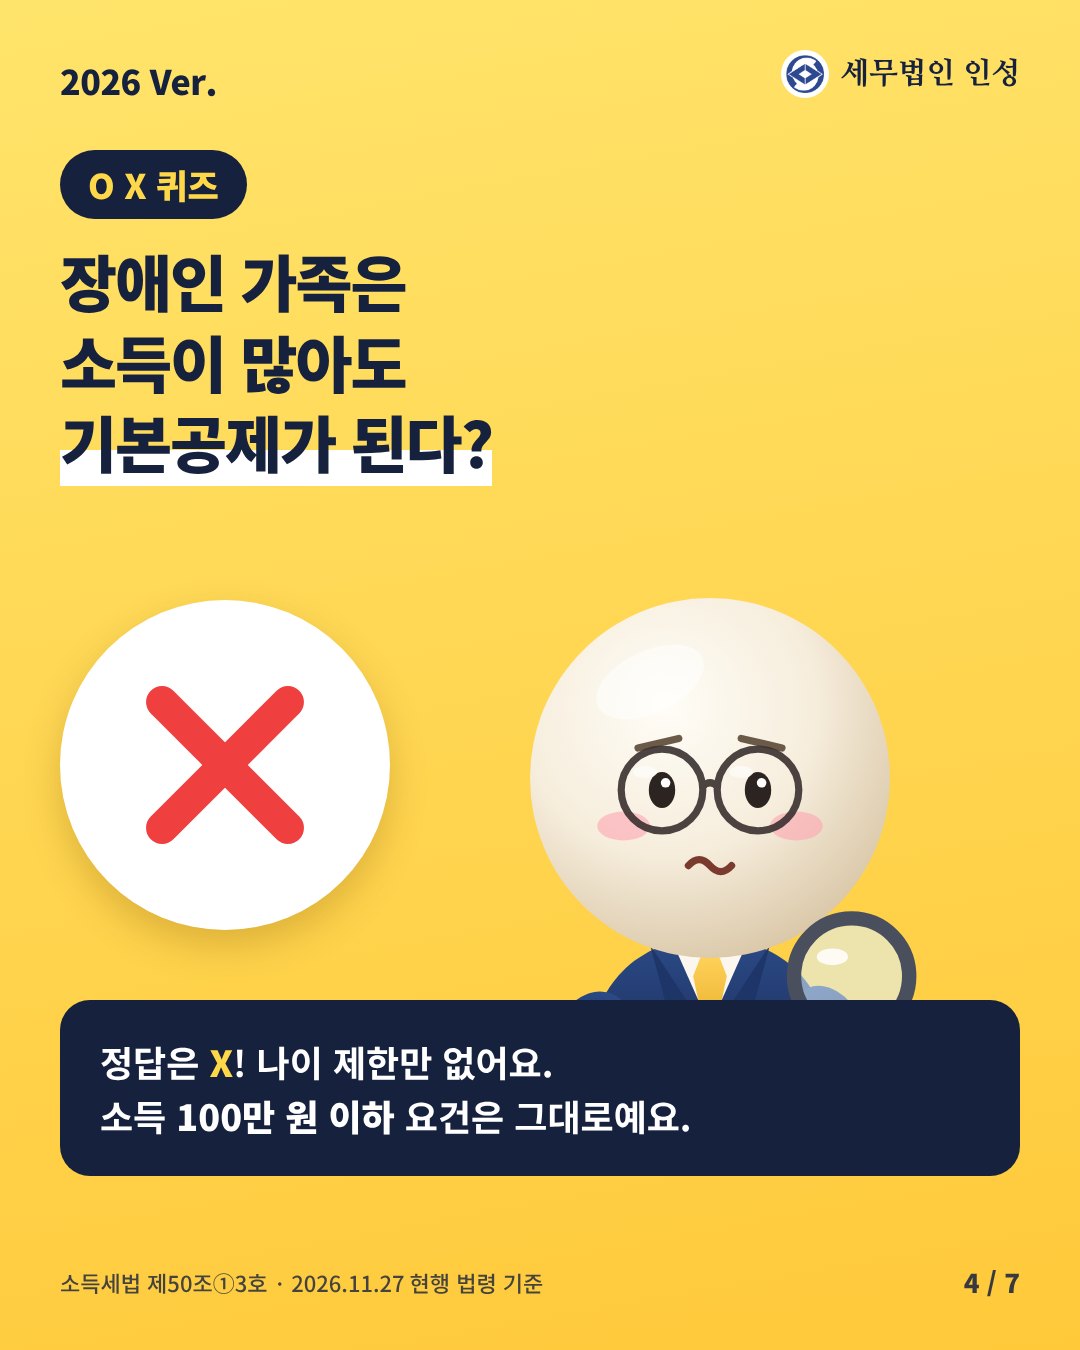 2026 Ver.
세무법인 인성
O X 퀴즈
장애인 가족은
소득이 많아도
기본공제가 된다?
정답은 X! 나이 제한만 없어요.
소득 100만 원 이하 요건은 그대로예요.
소득세법 제50조①3호 · 2026.11.27 현행 법령 기준
4 / 7